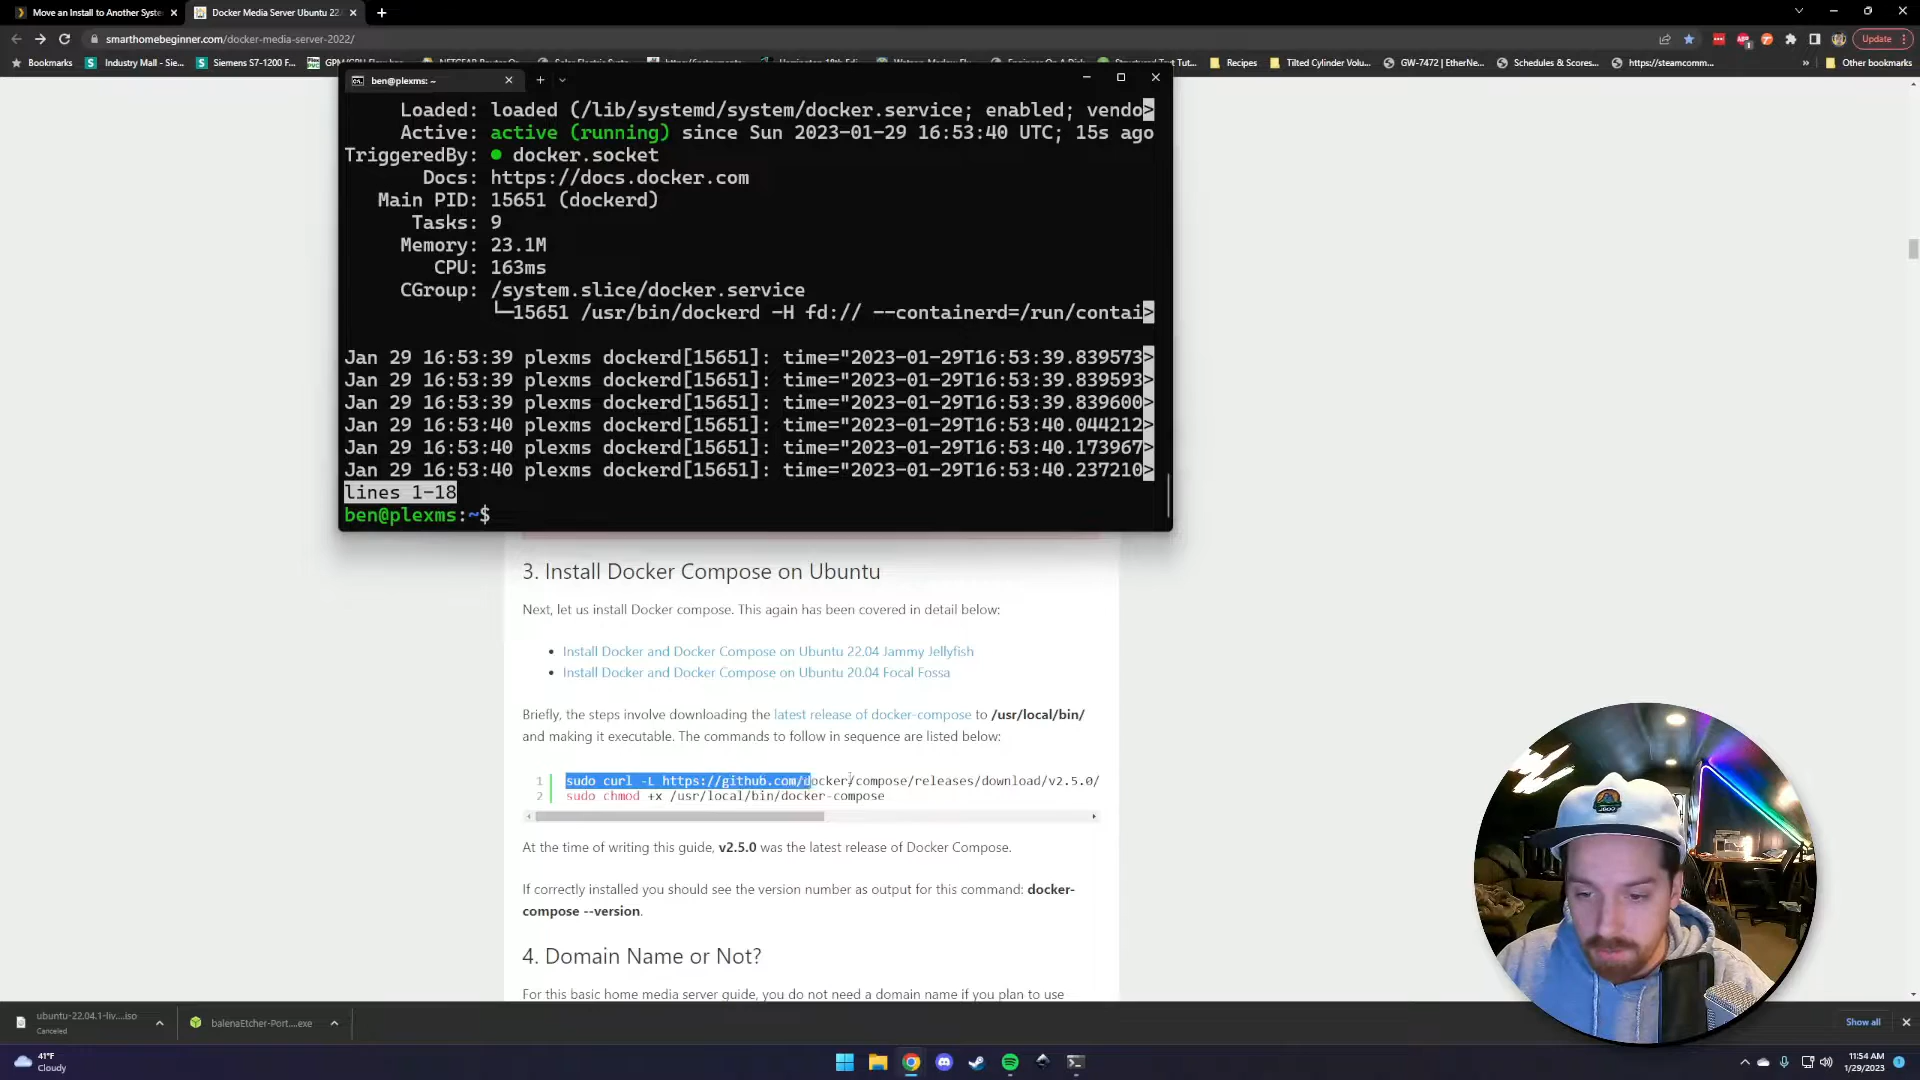 Move an Install to Another Syste
Docker Media Server Ubuntu 22.
smarthomebeginner.com/docker-media-server-2022/
Update
Bookmarks
Industry Mall - Sie...
Siemens S7-1200 F...
Recipes
Tilted Cylinder Volu...
GW-7472 | EtherNe...
Schedules & Scores...
https://steamcomm...
»
Other bookmarks
ben@plexms: ~
Loaded: loaded (/lib/systemd/system/docker.service; enabled; vendo>
Active: active (running) since Sun 2023-01-29 16:53:40 UTC; 15s ago
TriggeredBy: ● docker.socket
Docs: https://docs.docker.com
Main PID: 15651 (dockerd)
Tasks: 9
Memory: 23.1M
CPU: 163ms
CGroup: /system.slice/docker.service
└─15651 /usr/bin/dockerd -H fd:// --containerd=/run/contai>
Jan 29 16:53:39 plexms dockerd[15651]: time="2023-01-29T16:53:39.839573>
Jan 29 16:53:39 plexms dockerd[15651]: time="2023-01-29T16:53:39.839593>
Jan 29 16:53:39 plexms dockerd[15651]: time="2023-01-29T16:53:39.839600>
Jan 29 16:53:40 plexms dockerd[15651]: time="2023-01-29T16:53:40.044212>
Jan 29 16:53:40 plexms dockerd[15651]: time="2023-01-29T16:53:40.173967>
Jan 29 16:53:40 plexms dockerd[15651]: time="2023-01-29T16:53:40.237210>
lines 1-18
ben@plexms:~$
3. Install Docker Compose on Ubuntu
Next, let us install Docker compose. This again has been covered in detail below:
• Install Docker and Docker Compose on Ubuntu 22.04 Jammy Jellyfish
• Install Docker and Docker Compose on Ubuntu 20.04 Focal Fossa
Briefly, the steps involve downloading the latest release of docker-compose to /usr/local/bin/
and making it executable. The commands to follow in sequence are listed below:
1 sudo curl -L https://github.com/docker/compose/releases/download/v2.5.0/
2 sudo chmod +x /usr/local/bin/docker-compose
At the time of writing this guide, v2.5.0 was the latest release of Docker Compose.
If correctly installed you should see the version number as output for this command: docker-
compose --version.
4. Domain Name or Not?
For this basic home media server guide, you do not need a domain name if you plan to use
ubuntu-22.04.1-liv....iso
Canceled
balenaEtcher-Port....exe
Show all
41°F
Cloudy
11:54 AM
1/29/2023